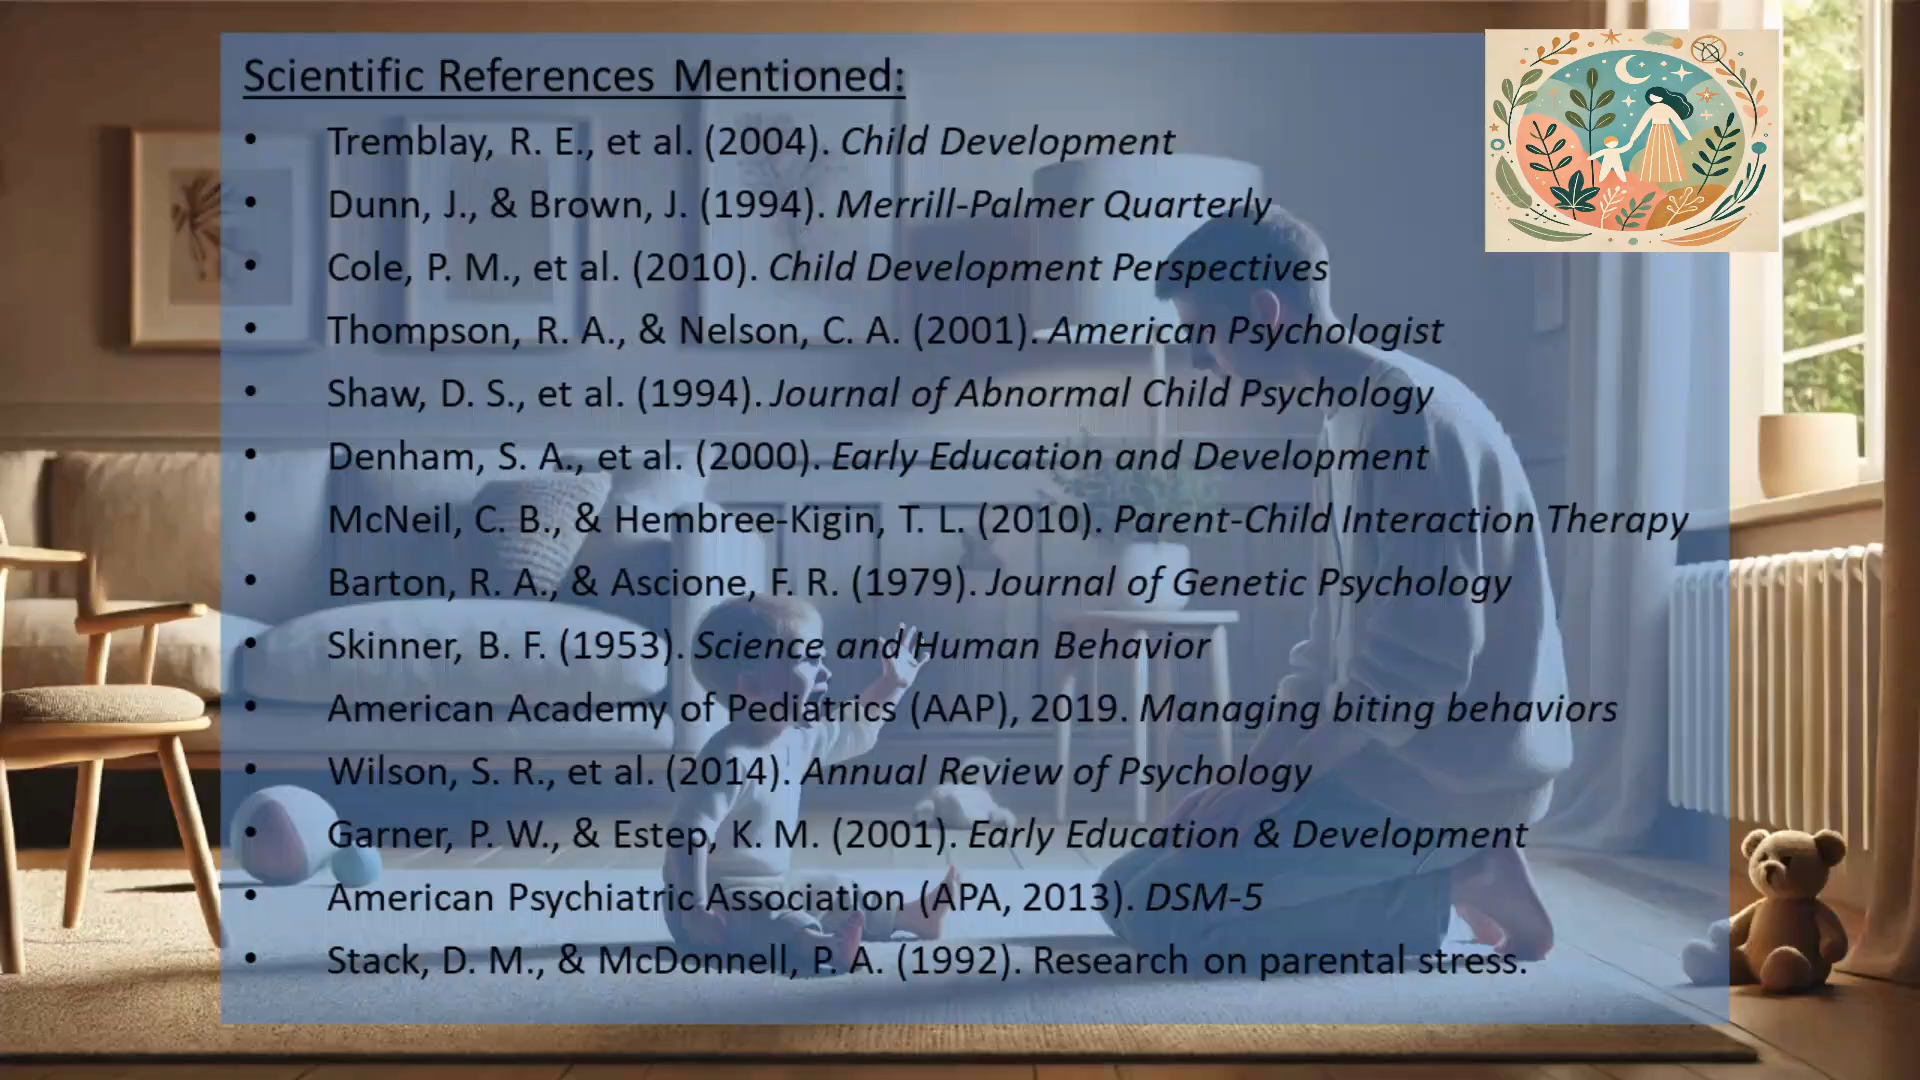 Scientific References Mentioned:
• Tremblay, R. E., et al. (2004). Child Development
• Dunn, J., & Brown, J. (1994). Merrill-Palmer Quarterly
• Cole, P. M., et al. (2010). Child Development Perspectives
• Thompson, R. A., & Nelson, C. A. (2001). American Psychologist
• Shaw, D. S., et al. (1994). Journal of Abnormal Child Psychology
• Denham, S. A., et al. (2000). Early Education and Development
• McNeil, C. B., & Hembree-Kigin, T. L. (2010). Parent-Child Interaction Therapy
• Barton, R. A., & Ascione, F. R. (1979). Journal of Genetic Psychology
• Skinner, B. F. (1953). Science and Human Behavior
• American Academy of Pediatrics (AAP), 2019. Managing biting behaviors
• Wilson, S. R., et al. (2014). Annual Review of Psychology
• Garner, P. W., & Estep, K. M. (2001). Early Education & Development
• American Psychiatric Association (APA, 2013). DSM-5
• Stack, D. M., & McDonnell, P. A. (1992). Research on parental stress.